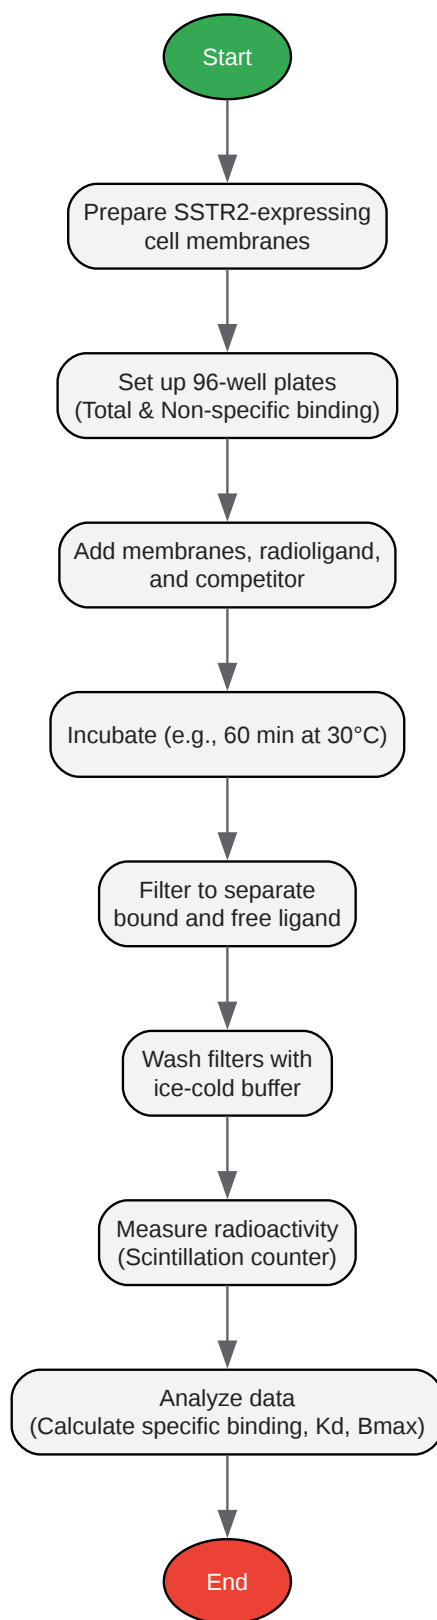 Start
Prepare SSTR2-expressing
cell membranes
Set up 96-well plates
(Total & Non-specific binding)
Add membranes, radioligand,
and competitor
Incubate (e.g., 60 min at 30°C)
Filter to separate
bound and free ligand
Wash filters with
ice-cold buffer
Measure radioactivity
(Scintillation counter)
Analyze data
(Calculate specific binding, Kd, Bmax)
End